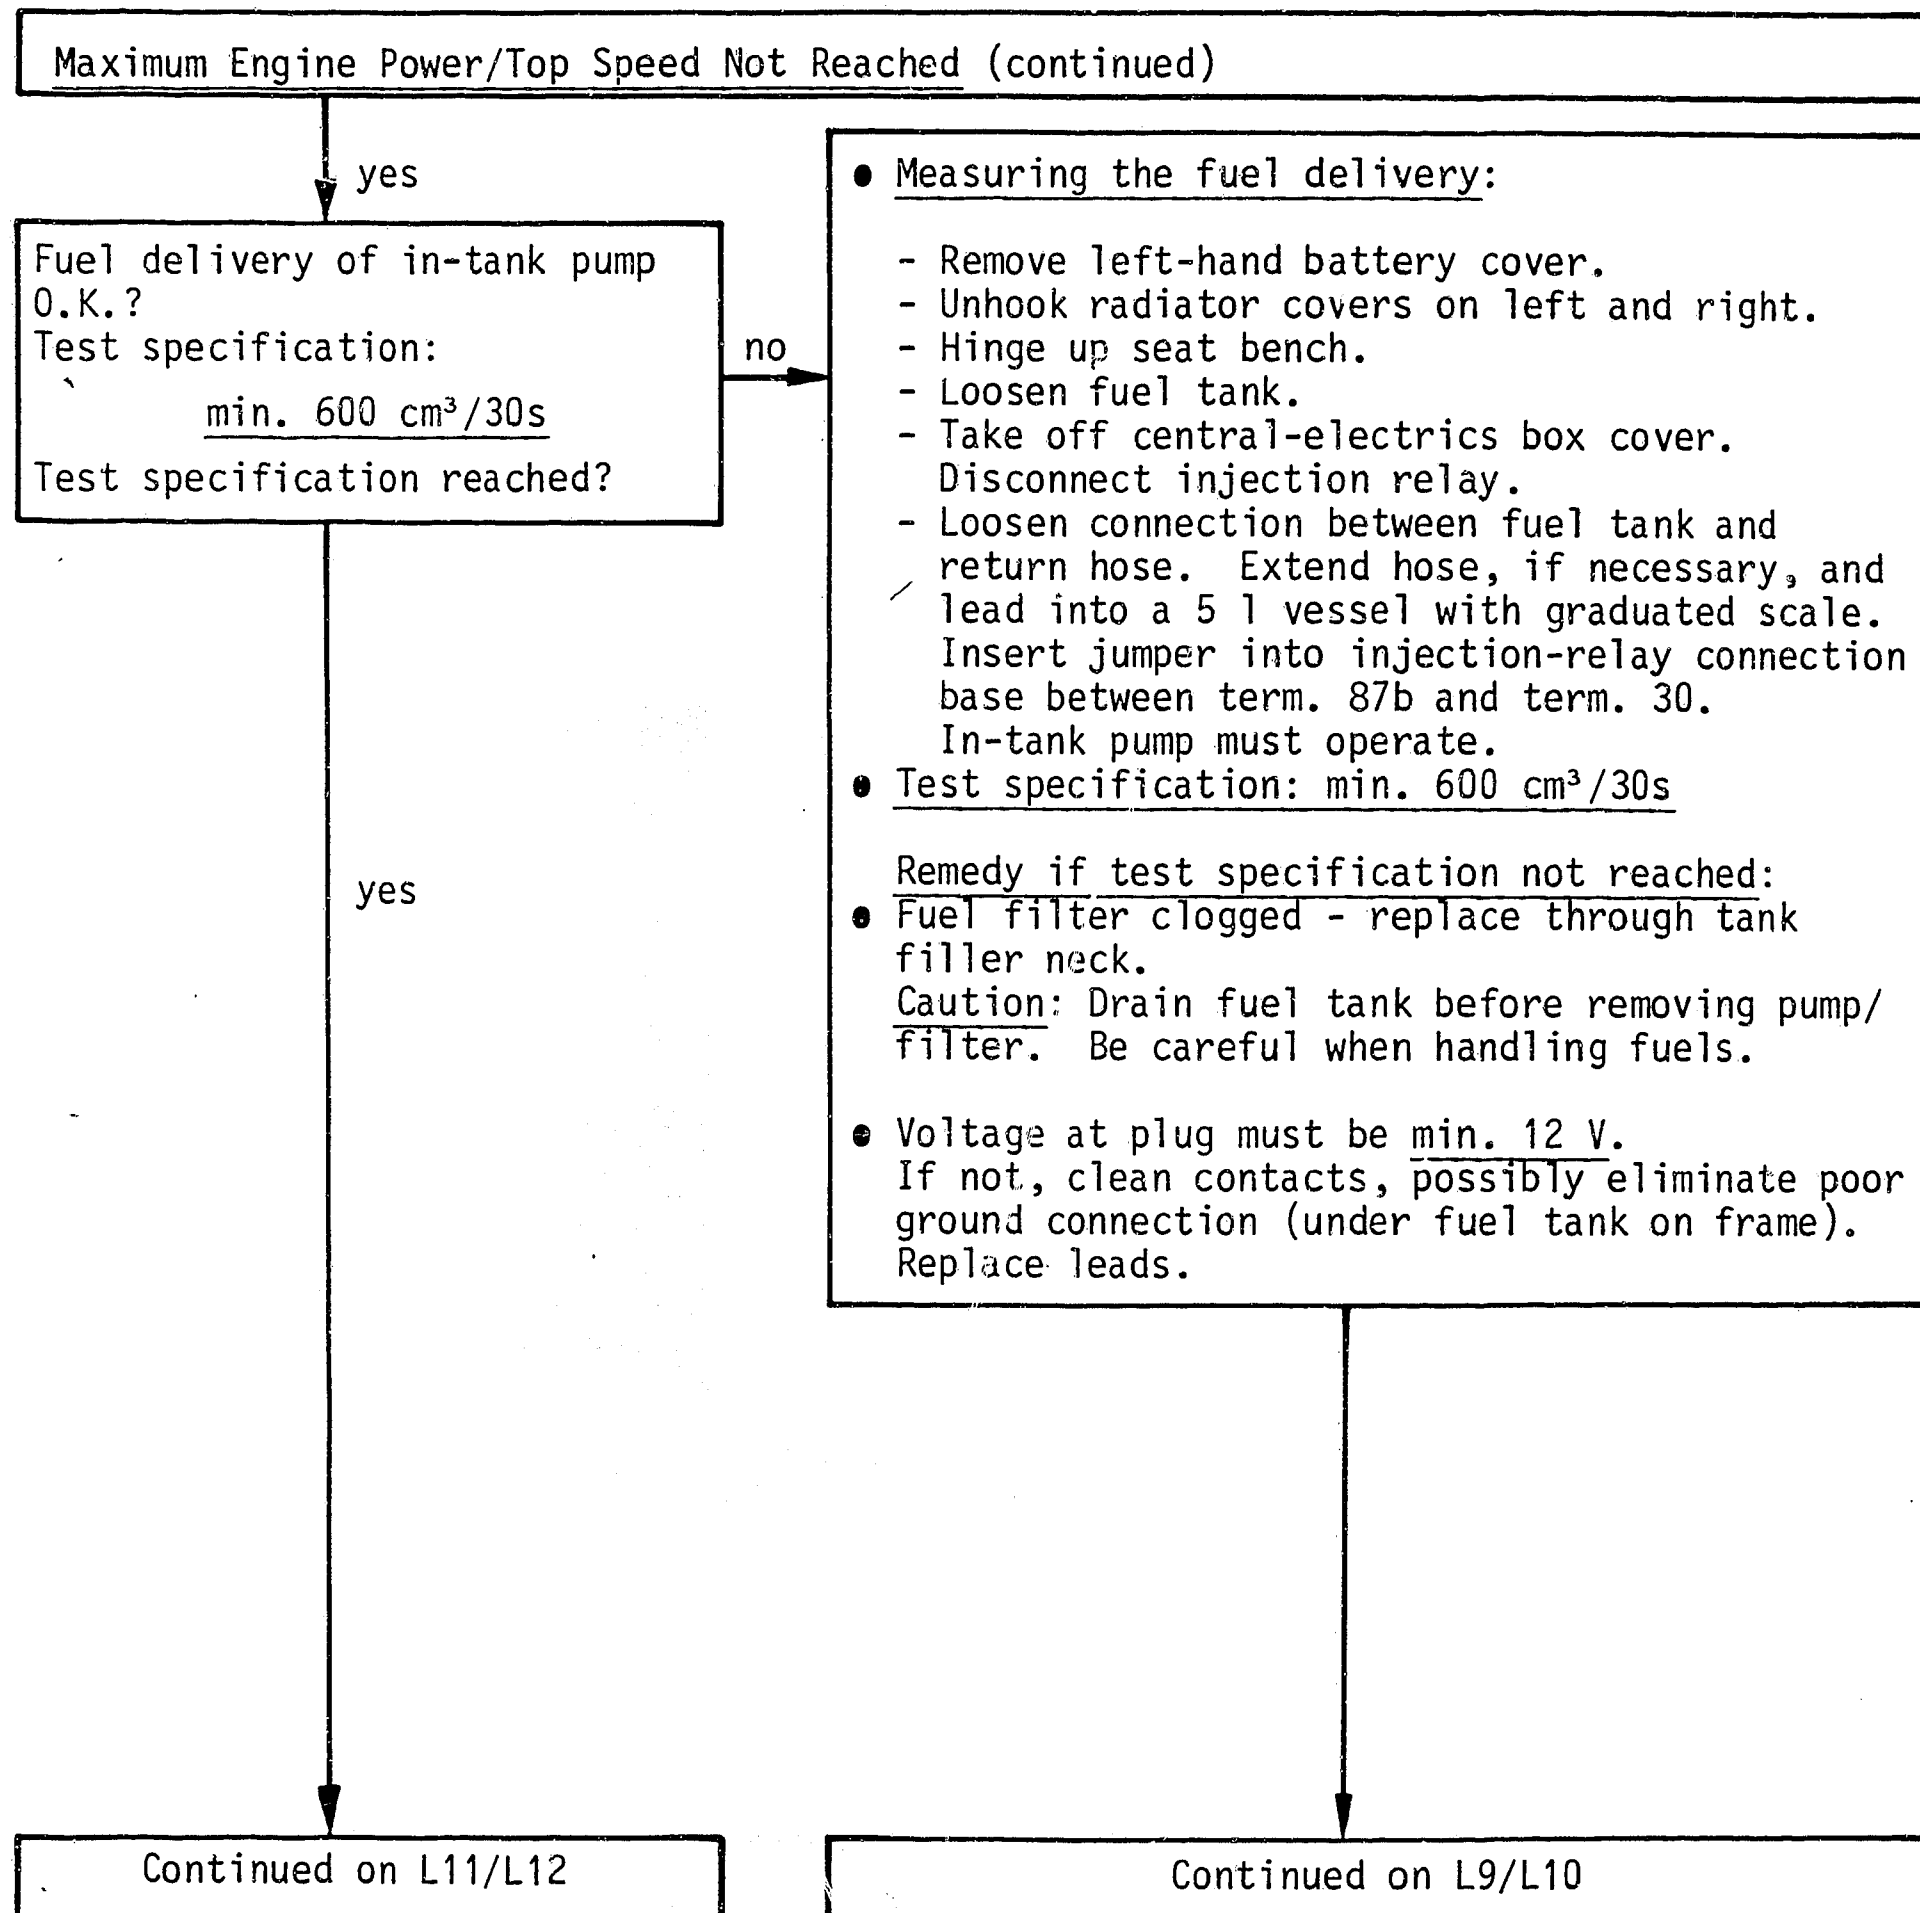 Maximum Engine Power/Top Speed Not Reached (continued)
yes
Fuel delivery of in-tank pump
O.K.?
Test specification:
min. 600 cm³/30s
Test specification reached?
no
yes
● Measuring the fuel delivery:
- Remove left-hand battery cover.
- Unhook radiator covers on left and right.
- Hinge up seat bench.
- Loosen fuel tank.
- Take off central-electrics box cover.
Disconnect injection relay.
- Loosen connection between fuel tank and
return hose. Extend hose, if necessary, and
lead into a 5 l vessel with graduated scale.
Insert jumper into injection-relay connection
base between term. 87b and term. 30.
In-tank pump must operate.
● Test specification: min. 600 cm³/30s
Remedy if test specification not reached:
● Fuel filter clogged - replace through tank
filler neck.
Caution: Drain fuel tank before removing pump/
filter. Be careful when handling fuels.
● Voltage at plug must be min. 12 V.
If not, clean contacts, possibly eliminate poor
ground connection (under fuel tank on frame).
Replace leads.
Continued on L11/L12
Continued on L9/L10